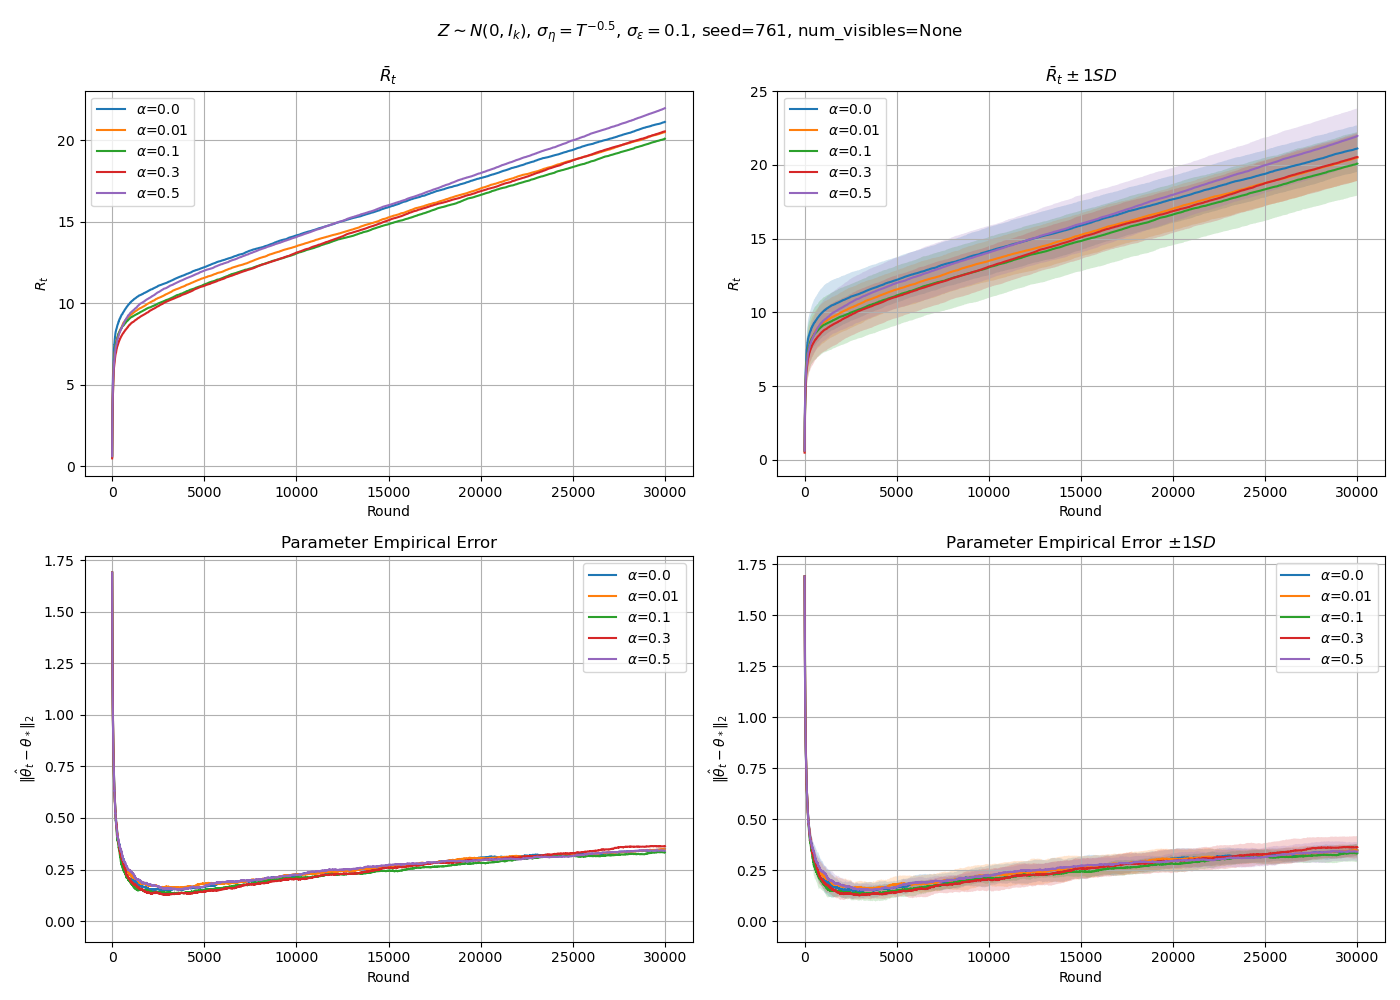 Z ∼ N(0, I_k), σ_η = T^{−0.5}, σ_ε = 0.1, seed=761, num_visibles=None
R̄_t
R_t
20
15
10
5
0
α=0.0
α=0.01
α=0.1
α=0.3
α=0.5
0 5000 10000 15000 20000 25000 30000
Round
R̄_t ± 1SD
R_t
25
20
15
10
5
0
α=0.0
α=0.01
α=0.1
α=0.3
α=0.5
0 5000 10000 15000 20000 25000 30000
Round
Parameter Empirical Error
‖θ̂_t − θ_*‖_2
1.75
1.50
1.25
1.00
0.75
0.50
0.25
0.00
α=0.0
α=0.01
α=0.1
α=0.3
α=0.5
0 5000 10000 15000 20000 25000 30000
Round
Parameter Empirical Error ±1SD
‖θ̂_t − θ_*‖_2
1.75
1.50
1.25
1.00
0.75
0.50
0.25
0.00
α=0.0
α=0.01
α=0.1
α=0.3
α=0.5
0 5000 10000 15000 20000 25000 30000
Round